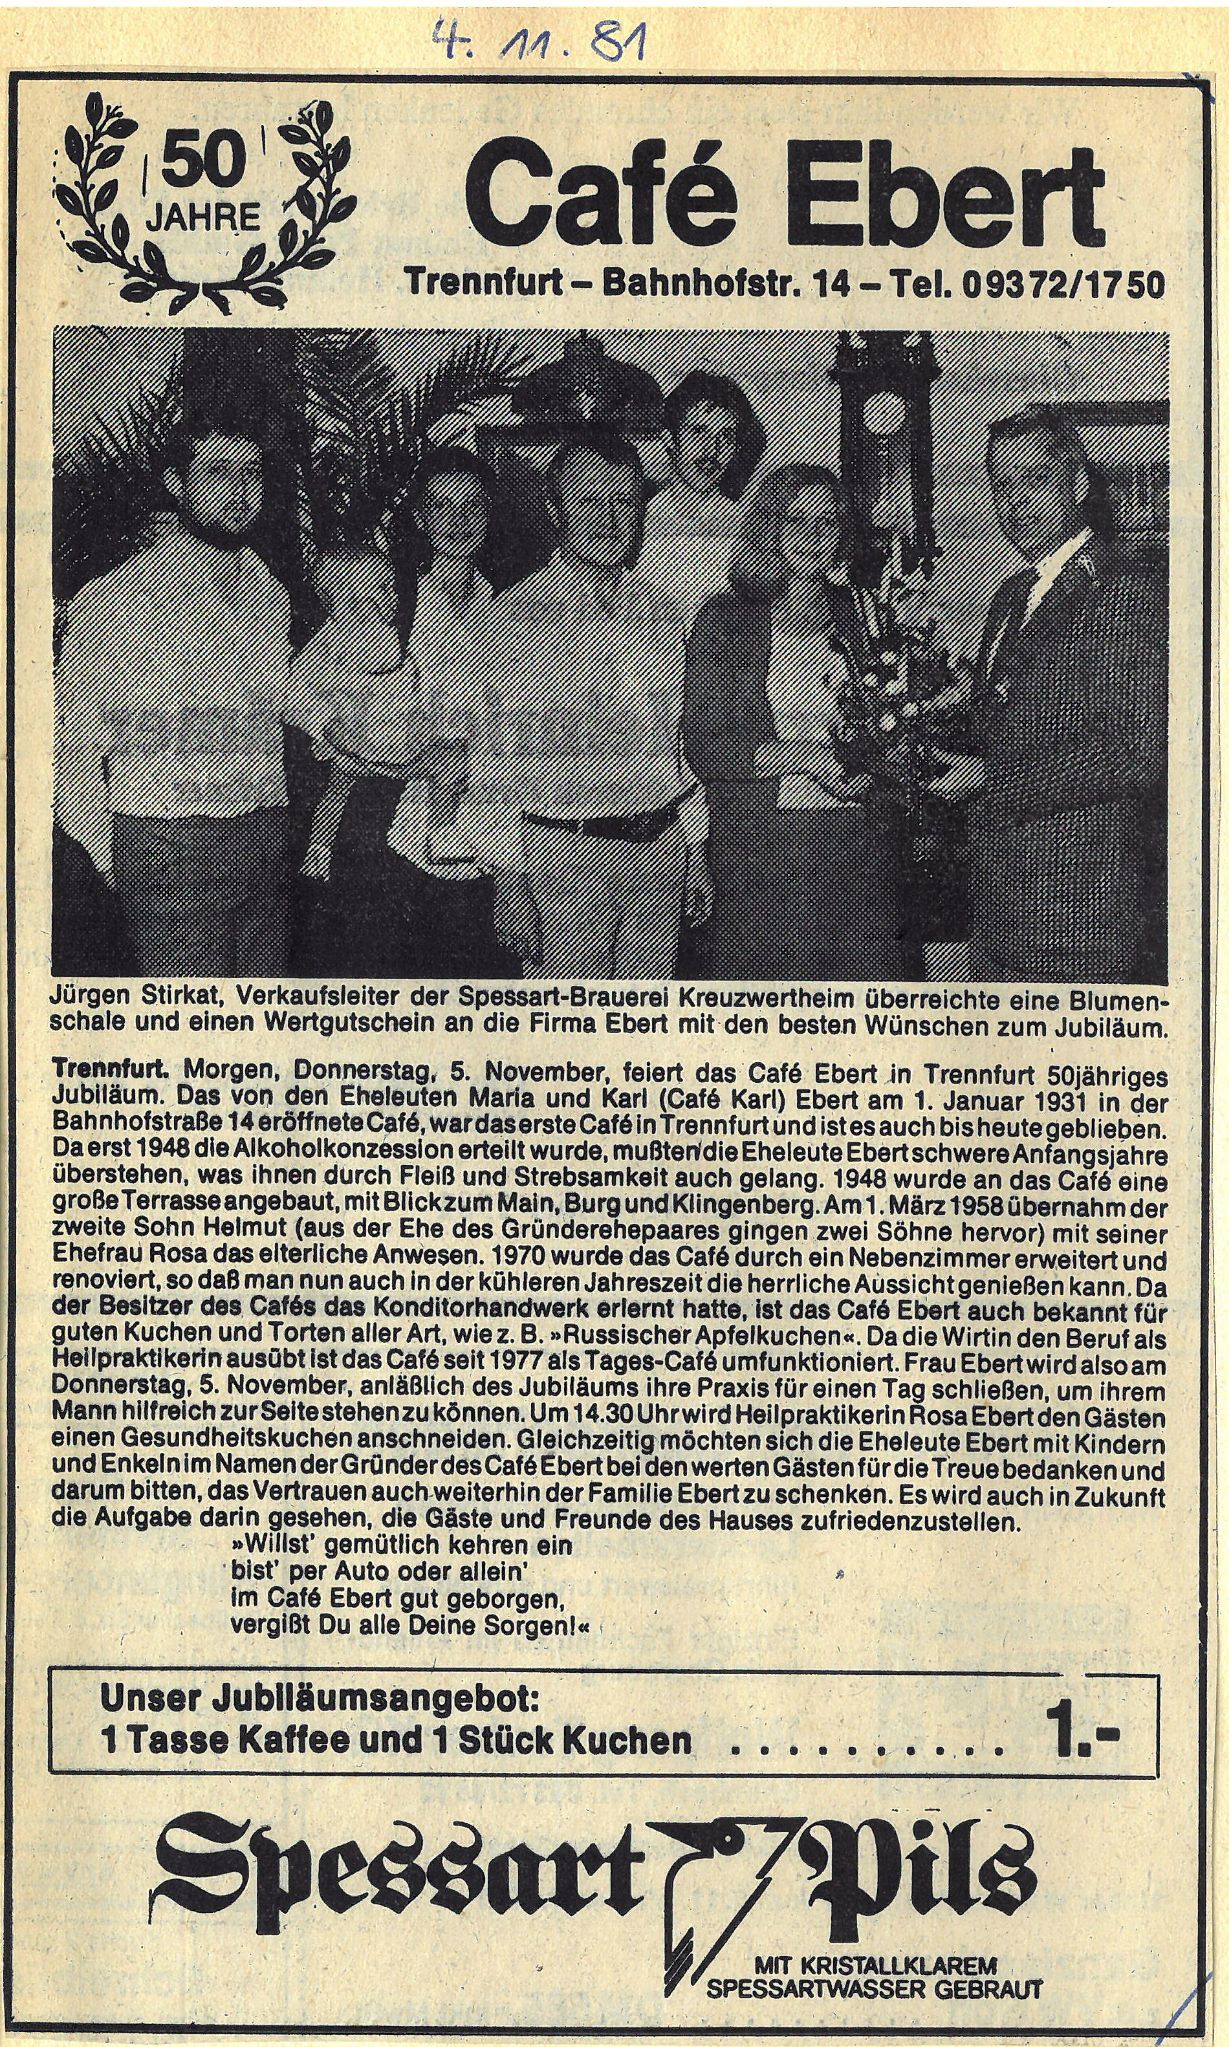 4. 11. 81
50
JAHRE
Café Ebert
Trennfurt – Bahnhofstr. 14 – Tel. 09372/1750
Jürgen Stirkat, Verkaufsleiter der Spessart-Brauerei Kreuzwertheim überreichte eine Blumen-
schale und einen Wertgutschein an die Firma Ebert mit den besten Wünschen zum Jubiläum.
Trennfurt. Morgen, Donnerstag, 5. November, feiert das Café Ebert in Trennfurt 50jähriges
Jubiläum. Das von den Eheleuten Maria und Karl (Café Karl) Ebert am 1. Januar 1931 in der
Bahnhofstraße 14 eröffnete Café, war das erste Café in Trennfurt und ist es auch bis heute geblieben.
Da erst 1948 die Alkoholkonzession erteilt wurde, mußten die Eheleute Ebert schwere Anfangsjahre
überstehen, was ihnen durch Fleiß und Strebsamkeit auch gelang. 1948 wurde an das Café eine
große Terrasse angebaut, mit Blick zum Main, Burg und Klingenberg. Am 1. März 1958 übernahm der
zweite Sohn Helmut (aus der Ehe des Gründerehepaares gingen zwei Söhne hervor) mit seiner
Ehefrau Rosa das elterliche Anwesen. 1970 wurde das Café durch ein Nebenzimmer erweitert und
renoviert, so daß man nun auch in der kühleren Jahreszeit die herrliche Aussicht genießen kann. Da
der Besitzer des Cafés das Konditorhandwerk erlernt hatte, ist das Café Ebert auch bekannt für
guten Kuchen und Torten aller Art, wie z. B. »Russischer Apfelkuchen«. Da die Wirtin den Beruf als
Heilpraktikerin ausübt ist das Café seit 1977 als Tages-Café umfunktioniert. Frau Ebert wird also am
Donnerstag, 5. November, anläßlich des Jubiläums ihre Praxis für einen Tag schließen, um ihrem
Mann hilfreich zur Seite stehen zu können. Um 14.30 Uhr wird Heilpraktikerin Rosa Ebert den Gästen
einen Gesundheitskuchen anschneiden. Gleichzeitig möchten sich die Eheleute Ebert mit Kindern
und Enkeln im Namen der Gründer des Café Ebert bei den werten Gästen für die Treue bedanken und
darum bitten, das Vertrauen auch weiterhin der Familie Ebert zu schenken. Es wird auch in Zukunft
die Aufgabe darin gesehen, die Gäste und Freunde des Hauses zufriedenzustellen.
»Willst' gemütlich kehren ein
bist' per Auto oder allein'
im Café Ebert gut geborgen,
vergißt Du alle Deine Sorgen!«
Unser Jubiläumsangebot:
1 Tasse Kaffee und 1 Stück Kuchen . . . . . . . . . . . 1.-
Spessart Pils
MIT KRISTALLKLAREM
SPESSARTWASSER GEBRAUT